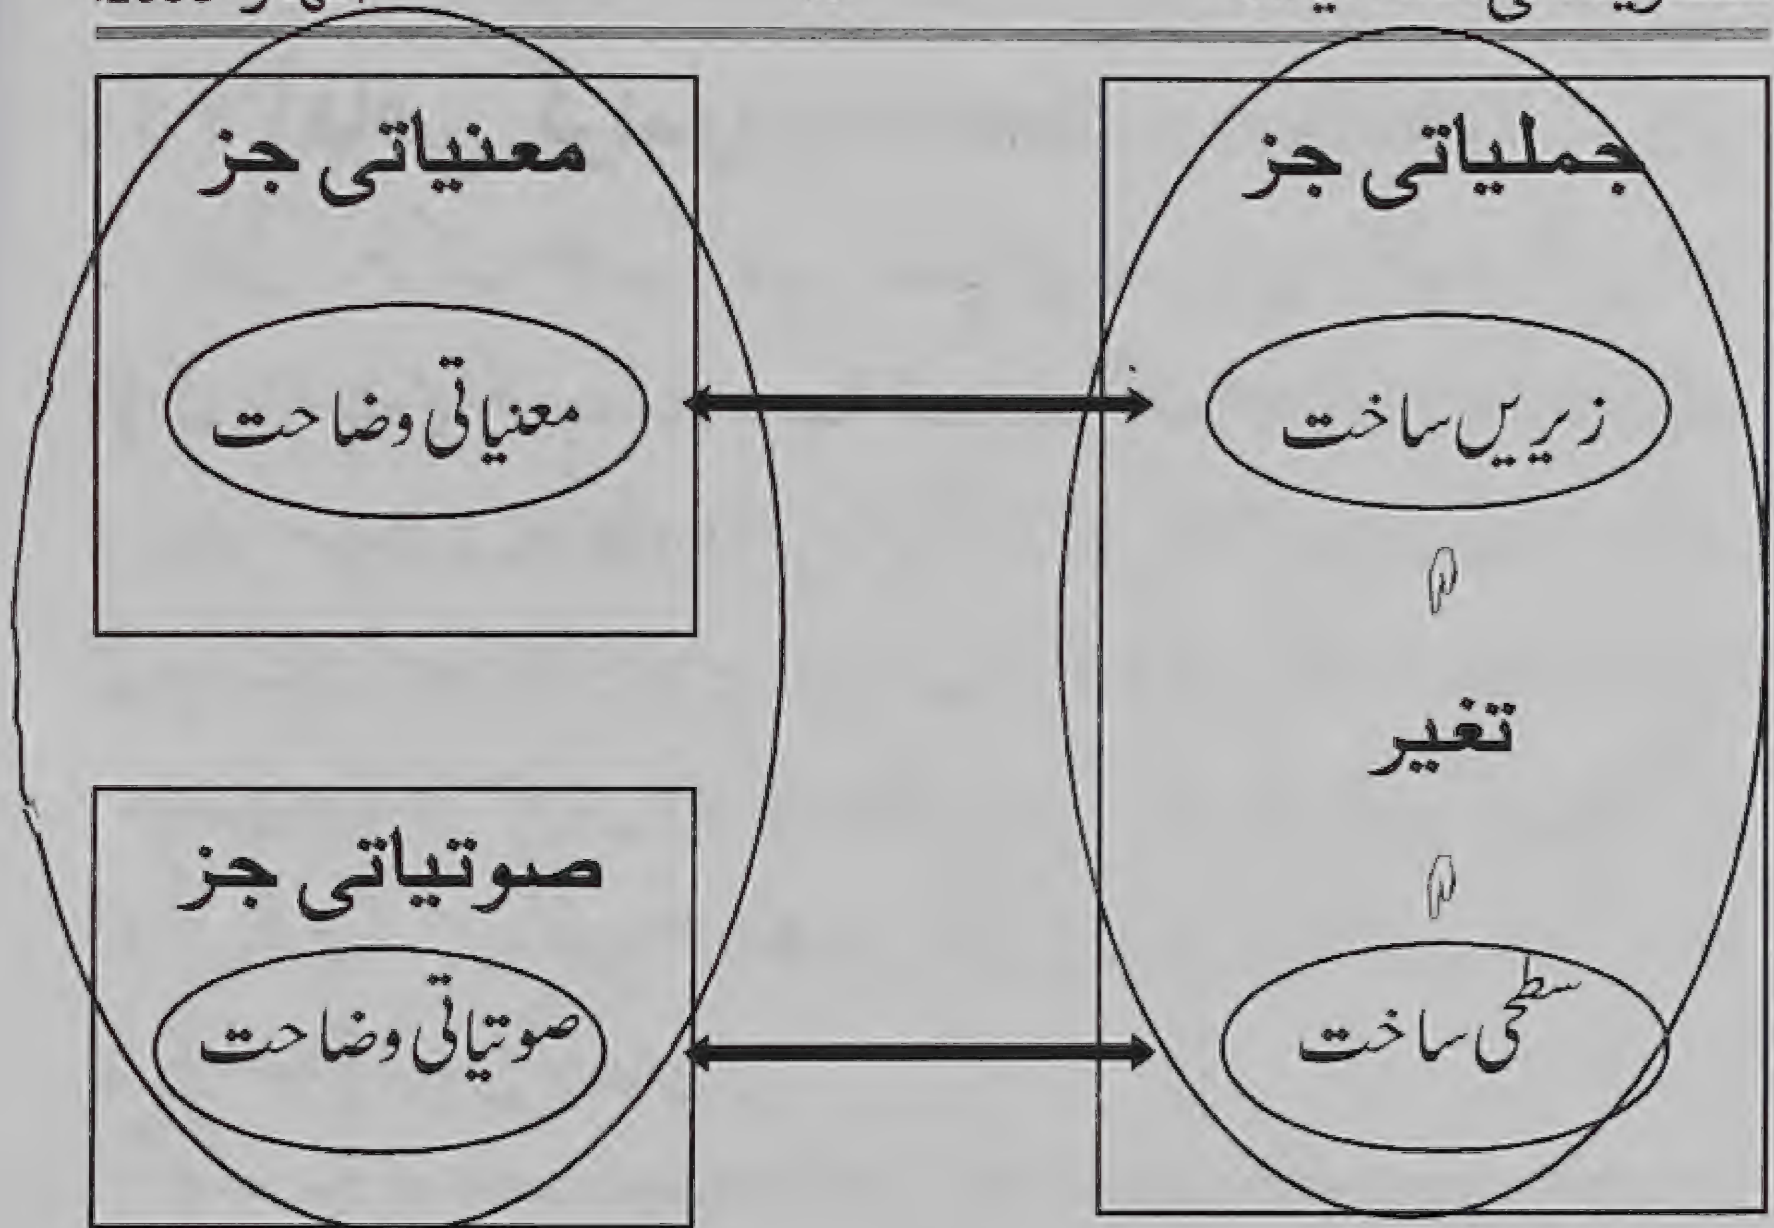 جملیاتی جز
زیریں ساخت
تغیر
سطحی ساخت
معنیاتی جز
معنیاتی وضاحت
صوتیاتی جز
صوتیاتی وضاحت